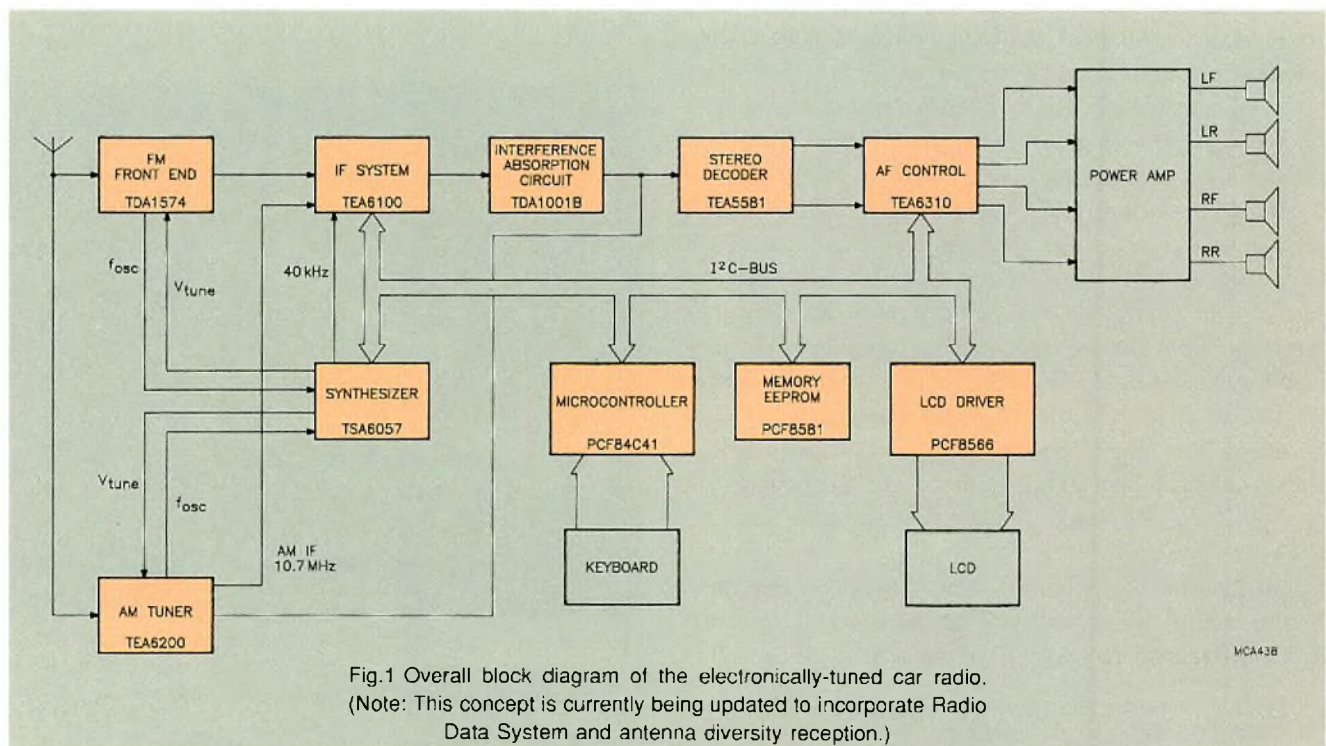 FM
FRONT END
TDA1574
IF SYSTEM
TEA6100
INTERFERENCE
ABSORPTION
CIRCUIT
TDA1001B
STEREO
DECODER
TEA5581
AF CONTROL
TEA6310
POWER AMP
LF
LR
RF
RR
fosc
Vtune
40 kHz
I²C-BUS
SYNTHESIZER
TSA6057
MICROCONTROLLER
PCF84C41
MEMORY
EEPROM
PCF8581
LCD DRIVER
PCF8566
Vtune
fosc
AM IF
10.7 MHz
KEYBOARD
LCD
AM TUNER
TEA6200
MCA438
Fig.1 Overall block diagram of the electronically-tuned car radio.
(Note: This concept is currently being updated to incorporate Radio
Data System and antenna diversity reception.)